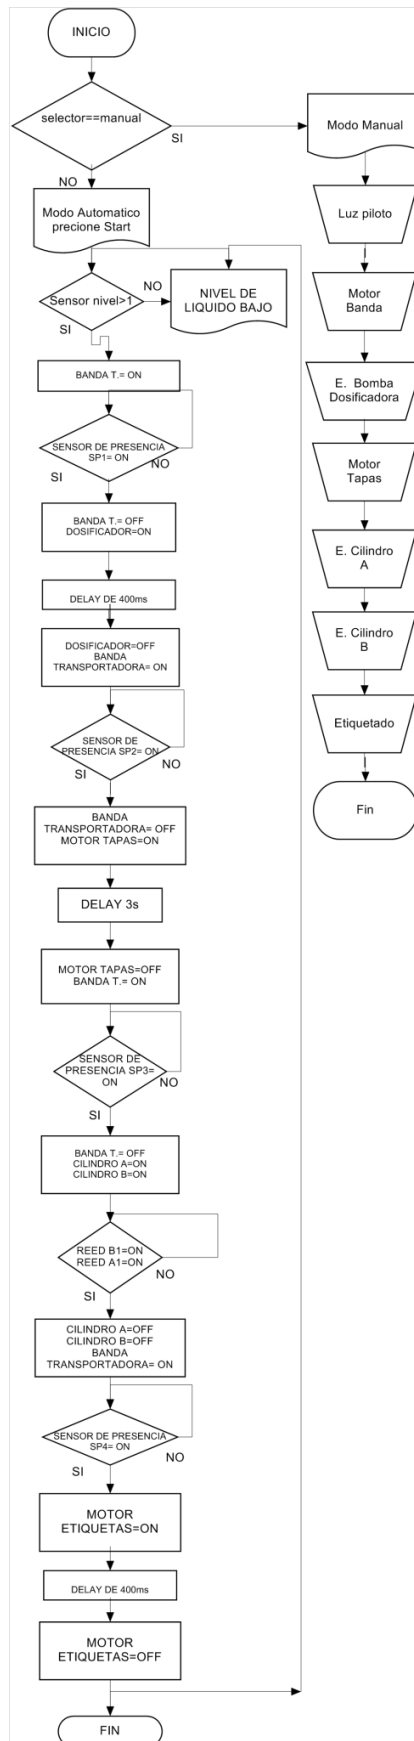 INICIO
selector==manual
SI
NO
Modo Manual
Modo Automatico
precione Start
Luz piloto
Sensor nivel>1
NO
SI
NIVEL DE
LIQUIDO BAJO
Motor
Banda
BANDA T.= ON
E. Bomba
Dosificadora
SENSOR DE PRESENCIA
SP1= ON
SI
NO
Motor
Tapas
BANDA T.= OFF
DOSIFICADOR=ON
E. Cilindro
A
DELAY DE 400ms
E. Cilindro
B
DOSIFICADOR=OFF
BANDA
TRANSPORTADORA= ON
Etiquetado
SENSOR DE
PRESENCIA SP2= ON
SI
NO
Fin
BANDA
TRANSPORTADORA= OFF
MOTOR TAPAS=ON
DELAY 3s
MOTOR TAPAS=OFF
BANDA T.= ON
SENSOR DE
PRESENCIA SP3=
ON
NO
SI
BANDA T.= OFF
CILINDRO A=ON
CILINDRO B=ON
REED B1=ON
REED A1=ON
NO
SI
CILINDRO A=OFF
CILINDRO B=OFF
BANDA
TRANSPORTADORA= ON
SENSOR DE PRESENCIA
SP4= ON
NO
SI
MOTOR
ETIQUETAS=ON
DELAY DE 400ms
MOTOR
ETIQUETAS=OFF
FIN